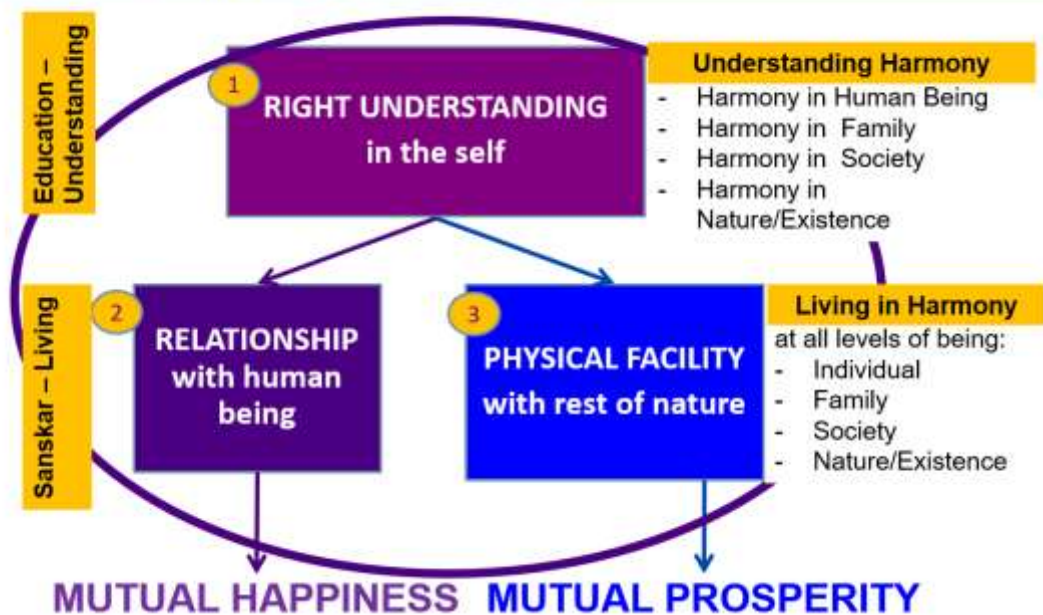 Education –
Understanding
1
RIGHT UNDERSTANDING
in the self
Understanding Harmony
- Harmony in Human Being
- Harmony in Family
- Harmony in Society
- Harmony in
Nature/Existence
Sanskar – Living
2
RELATIONSHIP
with human
being
3
PHYSICAL FACILITY
with rest of nature
Living in Harmony
at all levels of being:
- Individual
- Family
- Society
- Nature/Existence
MUTUAL HAPPINESS
MUTUAL PROSPERITY